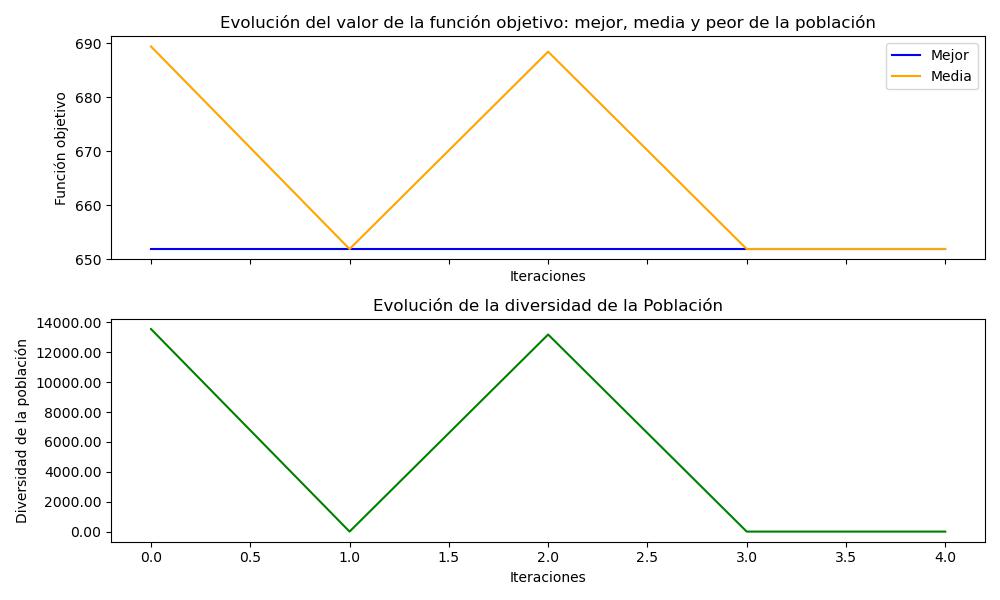 Evolución del valor de la función objetivo: mejor, media y peor de la población
690
680
670
660
650
Función objetivo
Mejor
Media
Iteraciones
Evolución de la diversidad de la Población
14000.00
12000.00
10000.00
8000.00
6000.00
4000.00
2000.00
0.00
Diversidad de la población
0.0 0.5 1.0 1.5 2.0 2.5 3.0 3.5 4.0
Iteraciones